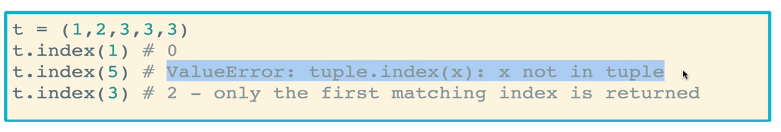 t = (1,2,3,3,3)
t.index(1) # 0
t.index(5) # ValueError: tuple.index(x): x not in tuple
t.index(3) # 2 - only the first matching index is returned